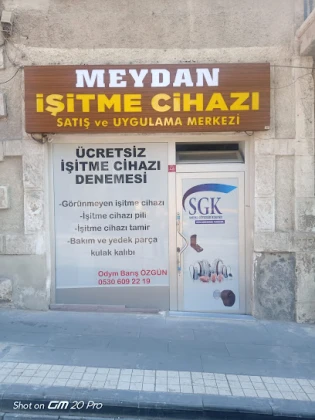 MEYDAN
İŞİTME CİHAZI
SATIŞ ve UYGULAMA MERKEZİ
ÜCRETSİZ
İŞİTME CİHAZI
DENEMESİ
-Görünmeyen işitme cihazı
-İşitme cihazı pili
-İşitme cihazı tamir
-Bakım ve yedek parça
kulak kalıbı
Odym Barış ÖZGÜN
0530 609 22 19
SGK
Shot on GM 20 Pro